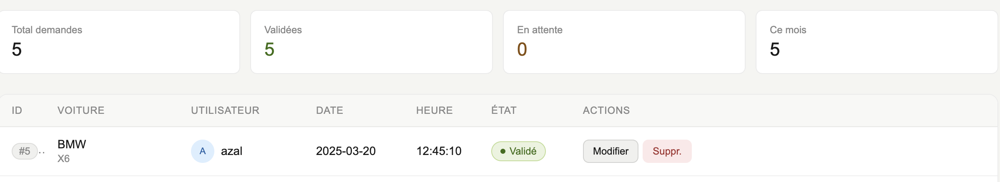 Total demandes
5
Validées
5
En attente
0
Ce mois
5
ID VOITURE UTILISATEUR DATE HEURE ÉTAT ACTIONS
#5.. BMW A azal 2025-03-20 12:45:10 Validé Modifier Suppr.
X6